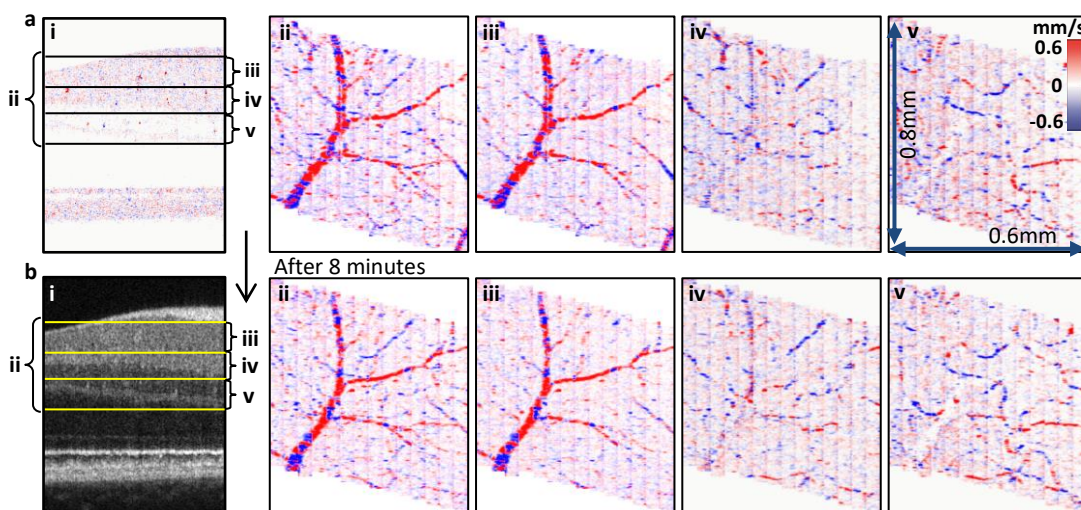 a
i
ii
iii
iv
v
ii
iii
iv
v
mm/s
0.6
0
-0.6
0.8mm
0.6mm
After 8 minutes
b
i
ii
iii
iv
v
ii
iii
iv
v